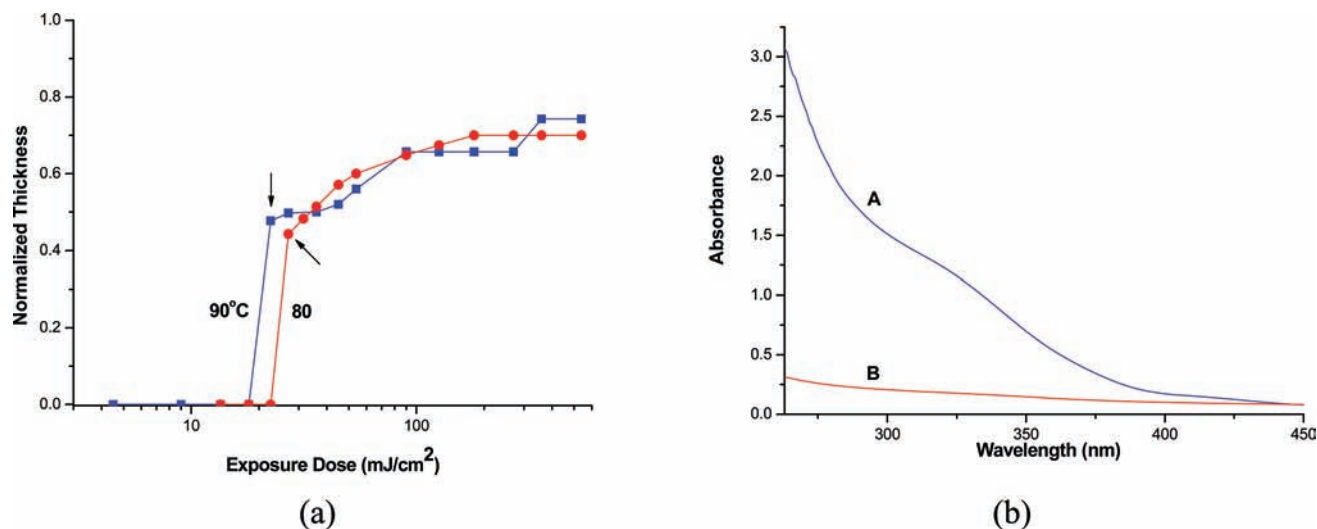 1.0
0.8
0.6
0.4
0.2
0.0
Normalized Thickness
90°C
80
10
100
Exposure Dose (mJ/cm²)
(a)
3.0
2.5
2.0
1.5
1.0
0.5
0.0
Absorbance
A
B
300
350
400
450
Wavelength (nm)
(b)